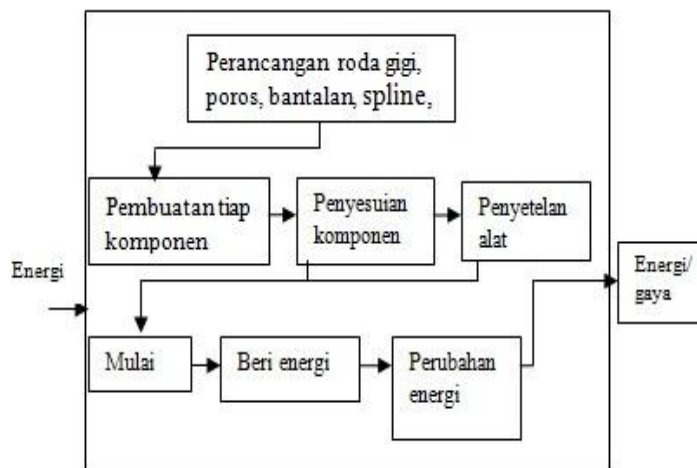 Perancangan roda gigi,
poros, bantalan, spline,
Pembuatan tiap
komponen
Penyesuian
komponen
Penyetelan
alat
Energi
Energi/
gaya
Mulai
Beri energi
Perubahan
energi